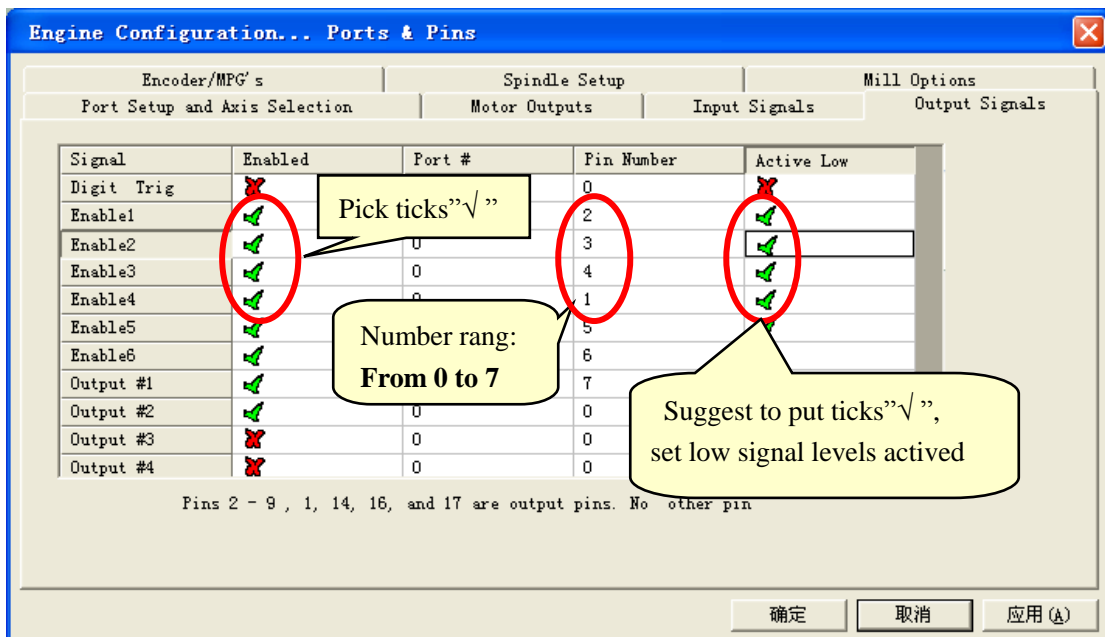 Engine Configuration... Ports & Pins
Encoder/MPG's Spindle Setup Mill Options
Port Setup and Axis Selection Motor Outputs Input Signals Output Signals
Signal Enabled Port # Pin Number Active Low
Digit Trig 0
Enable1 2
Enable2 0 3
Enable3 0 4
Enable4 0 1
Enable5 5
Enable6 6
Output #1 7
Output #2 0 0
Output #3 0 0
Output #4 0 0
Pick ticks”√ ”
Number rang:
From 0 to 7
Suggest to put ticks”√ ”,
set low signal levels actived
Pins 2 - 9 , 1, 14, 16, and 17 are output pins. No other pin
确定 取消 应用(A)